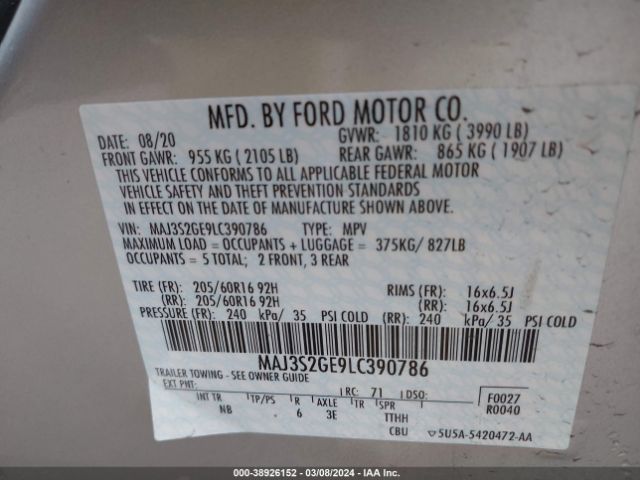 MFD. BY FORD MOTOR CO.
DATE: 08/20 GVWR: 1810 KG ( 3990 LB)
FRONT GAWR: 955 KG ( 2105 LB) REAR GAWR: 865 KG ( 1907 LB)
THIS VEHICLE CONFORMS TO ALL APPLICABLE FEDERAL MOTOR
VEHICLE SAFETY AND THEFT PREVENTION STANDARDS
IN EFFECT ON THE DATE OF MANUFACTURE SHOWN ABOVE.
VIN: MAJ3S2GE9LC390786 TYPE: MPV
MAXIMUM LOAD = OCCUPANTS + LUGGAGE = 375KG/ 827LB
OCCUPANTS = 5 TOTAL; 2 FRONT, 3 REAR
TIRE (FR): 205/60R16 92H RIMS (FR): 16x6.5J
(RR): 205/60R16 92H (RR): 16x6.5J
PRESSURE (FR): 240 kPa/ 35 PSI COLD (RR): 240 kPa/ 35 PSI COLD
MAJ3S2GE9LC390786
TRAILER TOWING - SEE OWNER GUIDE
EXT PNT: RC: 71 DSO: F0027
R0040
INT TR TP/PS R AXLE TR SPR
NB 6 3E TTHH
CBU 5U5A-5420472-AA
000-38926152 - 03/08/2024 - IAA Inc.